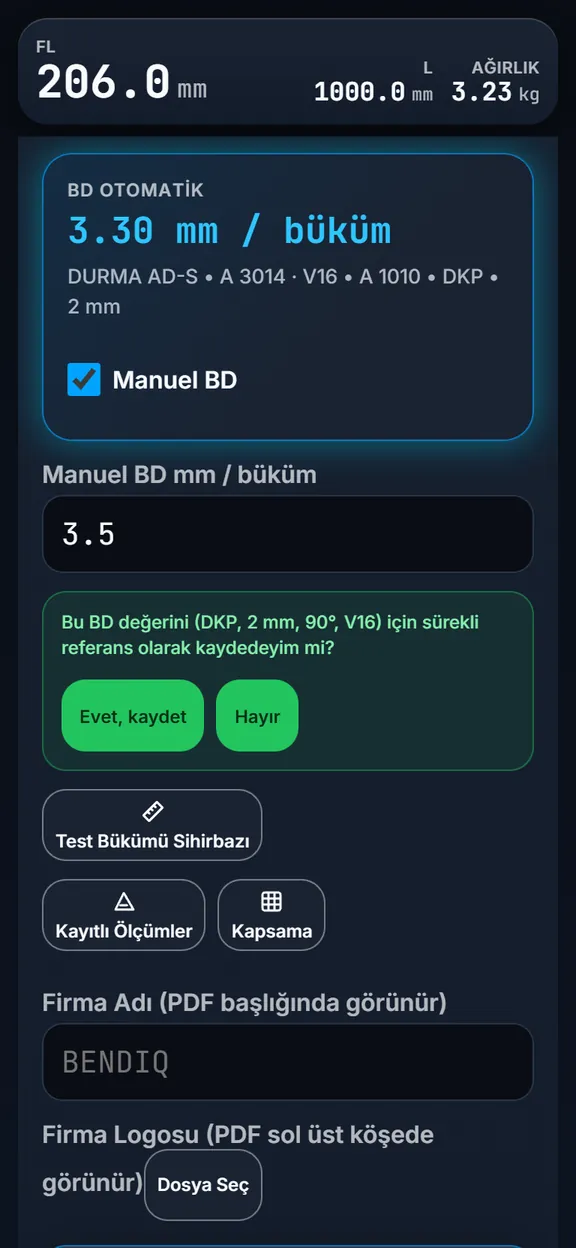 FL
206.0 mm
L
1000.0 mm
AĞIRLIK
3.23 kg
BD OTOMATİK
3.30 mm / büküm
DURMA AD-S • A 3014 · V16 • A 1010 • DKP •
2 mm
Manuel BD
Manuel BD mm / büküm
3.5
Bu BD değerini (DKP, 2 mm, 90°, V16) için sürekli
referans olarak kaydedeyim mi?
Evet, kaydet
Hayır
Test Bükümü Sihirbazı
Kayıtlı Ölçümler
Kapsama
Firma Adı (PDF başlığında görünür)
BENDIQ
Firma Logosu (PDF sol üst köşede
görünür) Dosya Seç